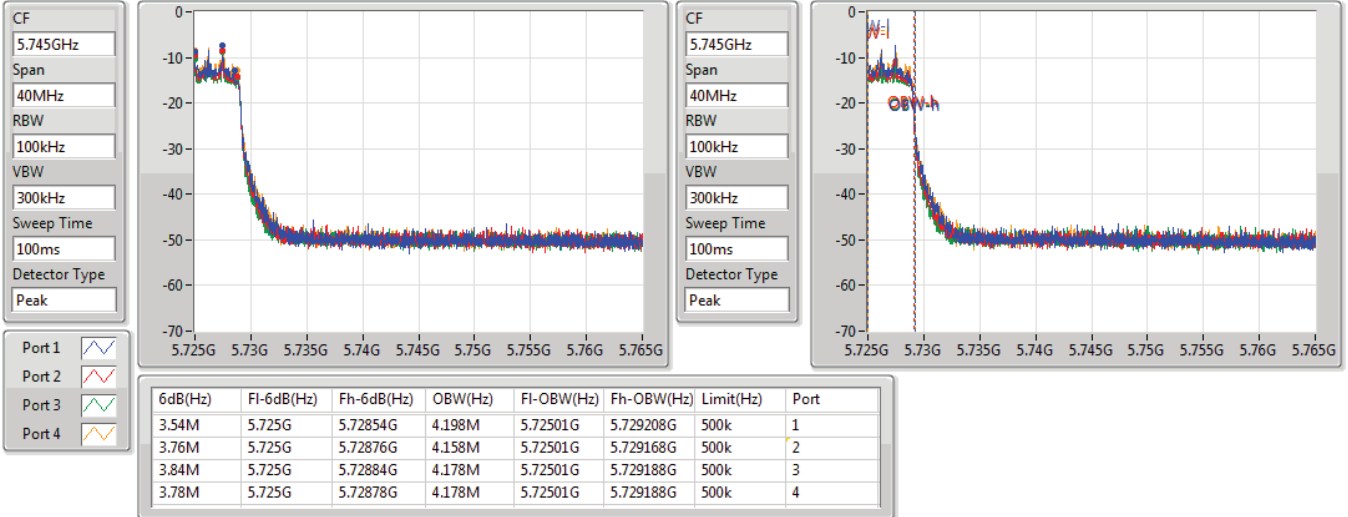 CF
5.745GHz
Span
40MHz
RBW
100kHz
VBW
300kHz
Sweep Time
100ms
Detector Type
Peak
0
-10
-20
-30
-40
-50
-60
-70
5.725G 5.73G 5.735G 5.74G 5.745G 5.75G 5.755G 5.76G 5.765G
CF
5.745GHz
Span
40MHz
RBW
100kHz
VBW
300kHz
Sweep Time
100ms
Detector Type
Peak
0
-10
-20
-30
-40
-50
-60
-70
W-l
OBW-h
5.725G 5.73G 5.735G 5.74G 5.745G 5.75G 5.755G 5.76G 5.765G
Port 1
Port 2
Port 3
Port 4
6dB(Hz) Fl-6dB(Hz) Fh-6dB(Hz) OBW(Hz) Fl-OBW(Hz) Fh-OBW(Hz) Limit(Hz) Port
3.54M 5.725G 5.72854G 4.198M 5.72501G 5.729208G 500k 1
3.76M 5.725G 5.72876G 4.158M 5.72501G 5.729168G 500k 2
3.84M 5.725G 5.72884G 4.178M 5.72501G 5.729188G 500k 3
3.78M 5.725G 5.72878G 4.178M 5.72501G 5.729188G 500k 4